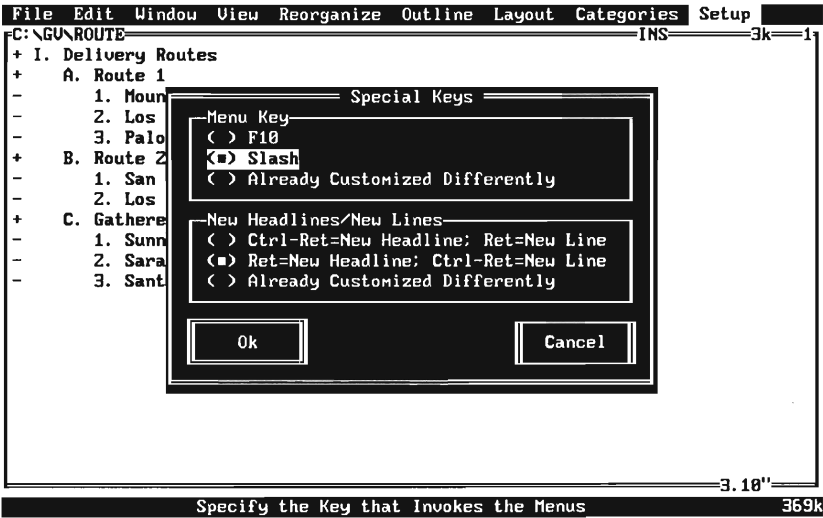 File Edit Window View Reorganize Outline Layout Categories Setup
C:\GV\ROUTE INS 3k 1
+ I. Delivery Routes
+ A. Route 1
- 1. Moun
- 2. Los
- 3. Palo
+ B. Route 2
- 1. San
- 2. Los
+ C. Gathere
- 1. Sunn
- 2. Sara
- 3. Sant
Special Keys
Menu Key
( ) F10
(■) Slash
( ) Already Customized Differently
New Headlines/New Lines
( ) Ctrl-Ret=New Headline; Ret=New Line
(■) Ret=New Headline; Ctrl-Ret=New Line
( ) Already Customized Differently
Ok Cancel
3.10"
Specify the Key that Invokes the Menus 369k